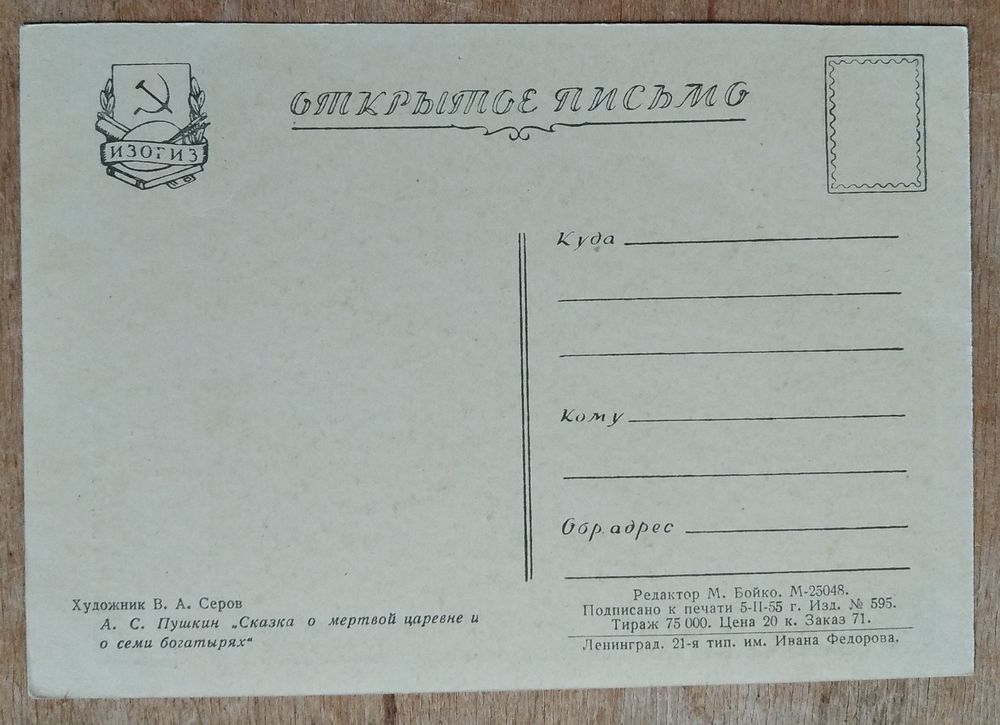 ИЗОГИЗ
ОТКРЫТОЕ ПИСЬМО
Куда
Кому
Обр. адрес
Художник В. А. Серов
А. С. Пушкин „Сказка о мертвой царевне и
о семи богатырях“
Редактор М. Бойко. М-25048.
Подписано к печати 5-II-55 г. Изд. № 595.
Тираж 75 000. Цена 20 к. Заказ 71.
Ленинград. 21-я тип. им. Ивана Федорова.